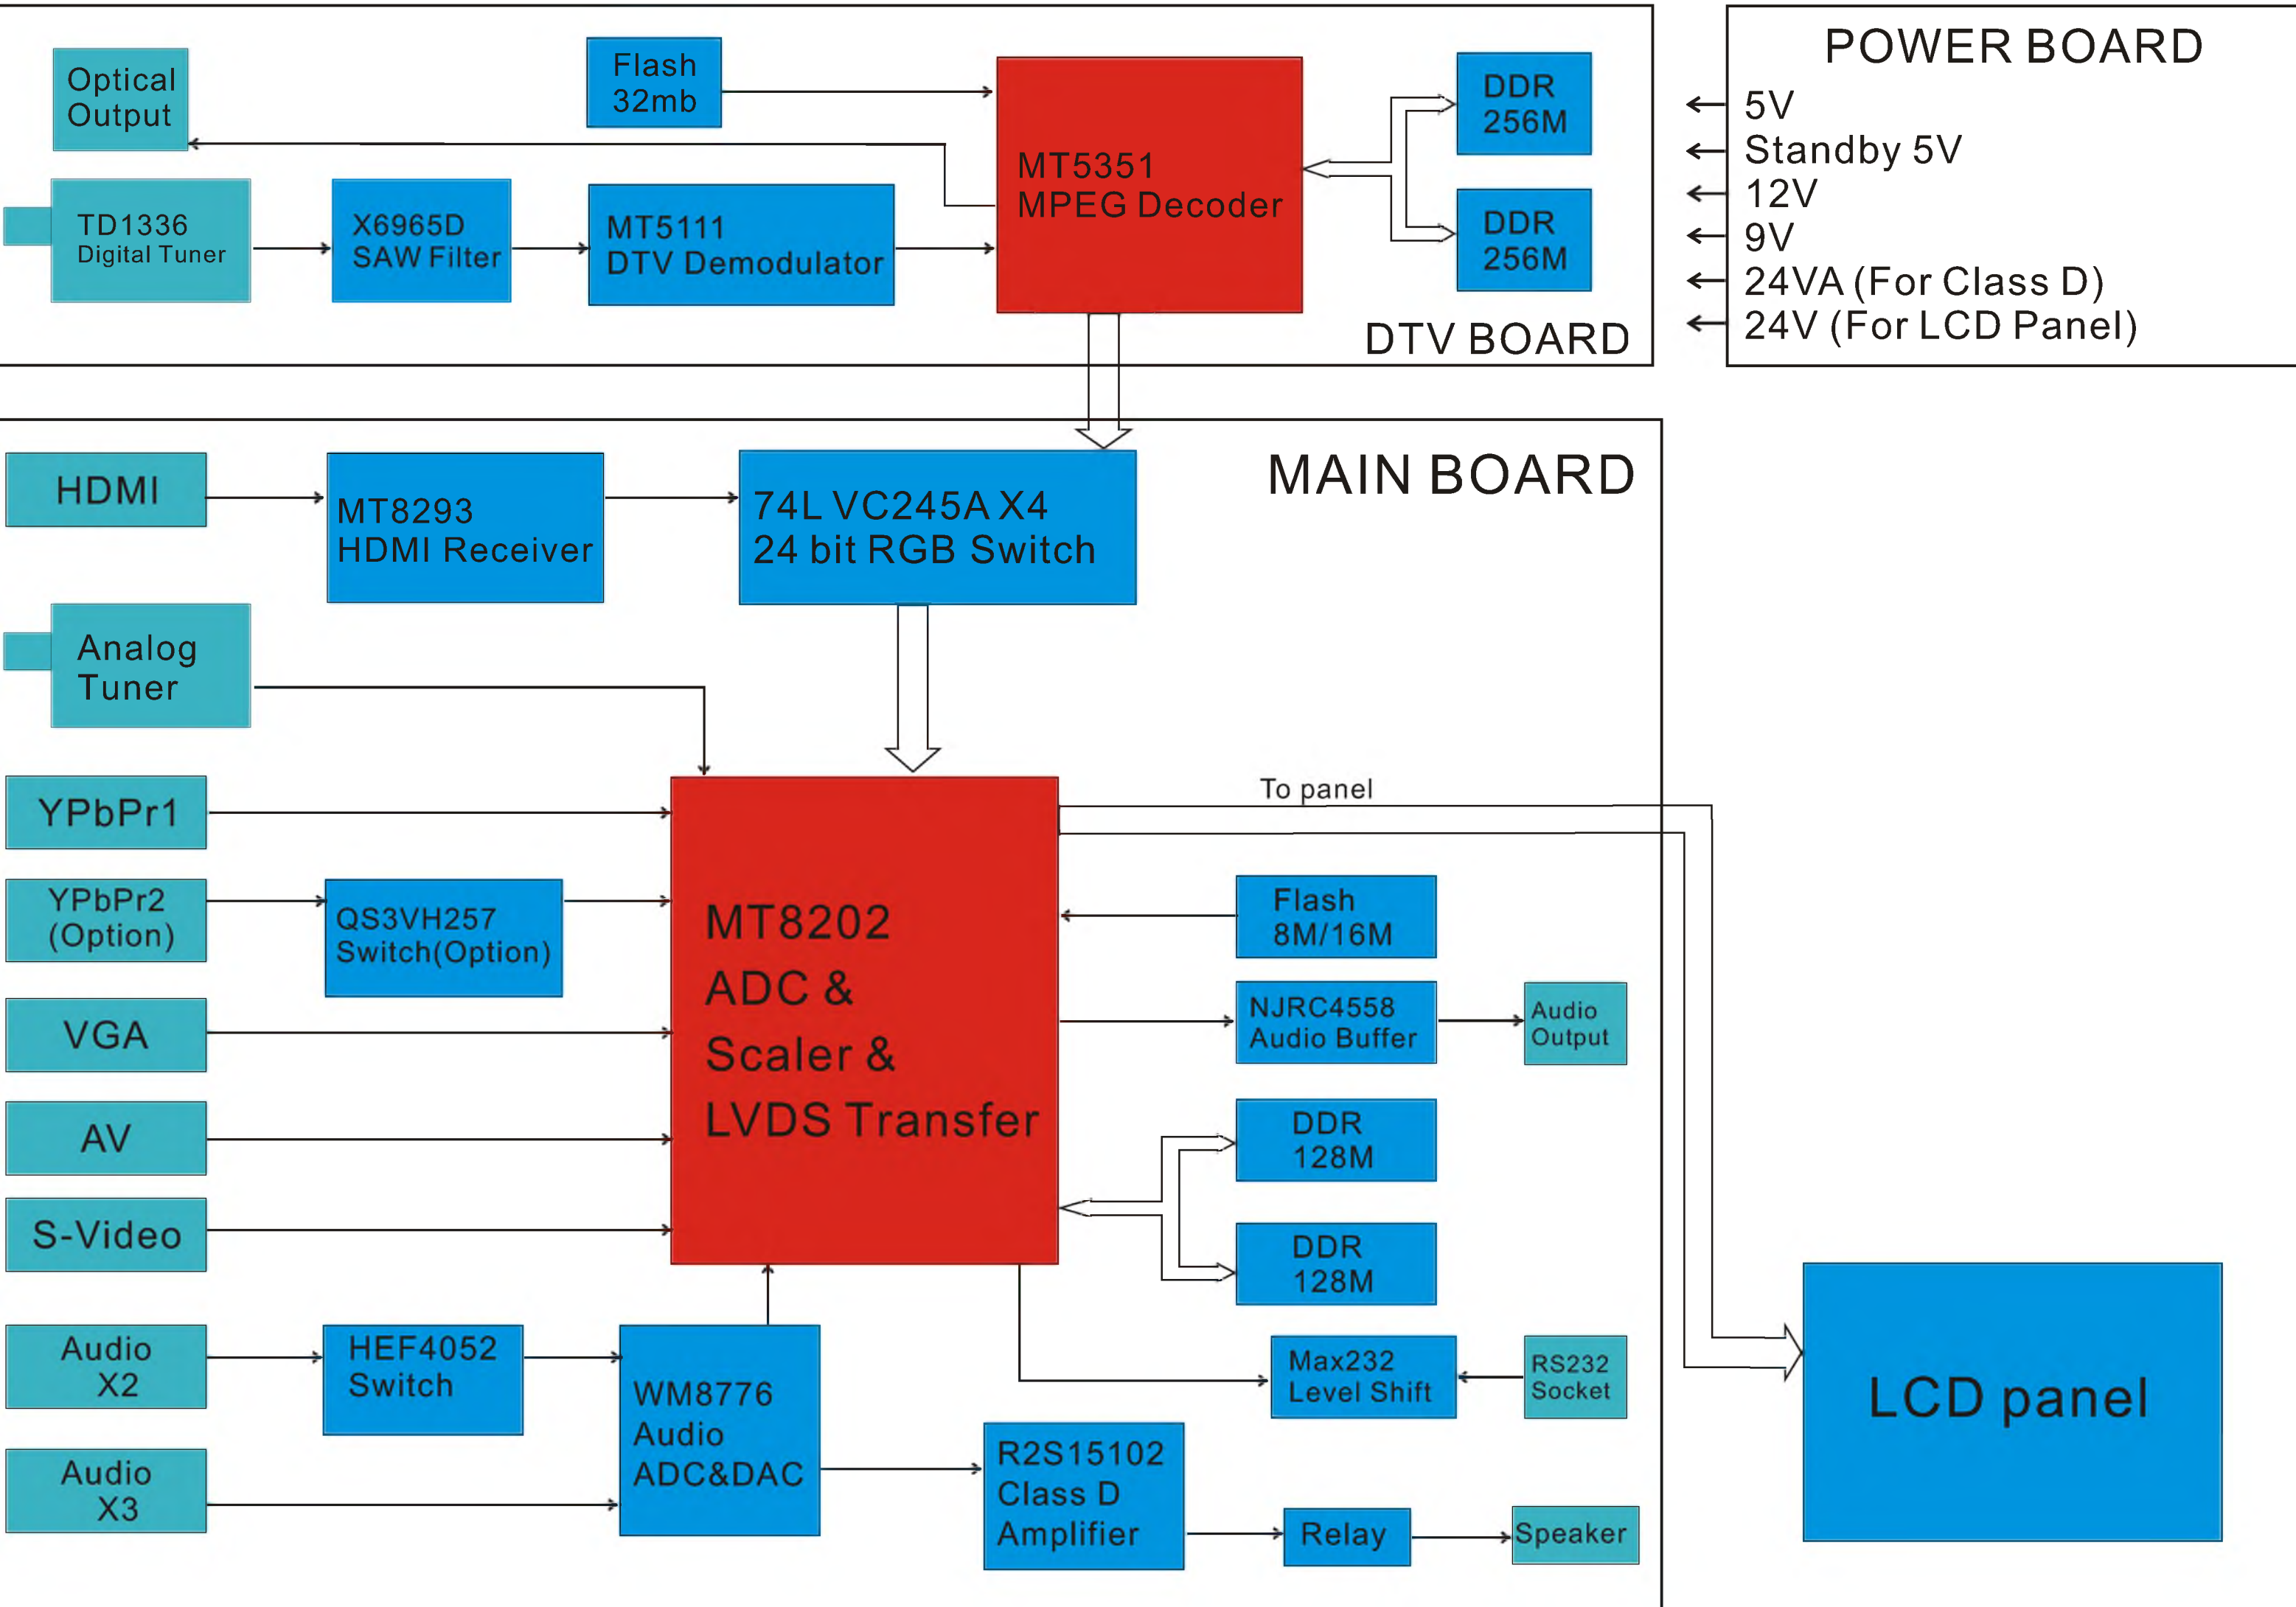 Optical
Output
Flash
32mb
MT5351
MPEG Decoder
DDR
256M
DDR
256M
TD1336
Digital Tuner
X6965D
SAW Filter
MT5111
DTV Demodulator
DTV BOARD
POWER BOARD
5V
Standby 5V
12V
9V
24VA (For Class D)
24V (For LCD Panel)
MAIN BOARD
HDMI
MT8293
HDMI Receiver
74L VC245A X4
24 bit RGB Switch
Analog
Tuner
YPbPr1
YPbPr2
(Option)
QS3VH257
Switch(Option)
VGA
AV
S-Video
MT8202
ADC &
Scaler &
LVDS Transfer
To panel
Flash
8M/16M
NJRC4558
Audio Buffer
Audio
Output
DDR
128M
DDR
128M
Audio
X2
HEF4052
Switch
Audio
X3
WM8776
Audio
ADC&DAC
Max232
Level Shift
RS232
Socket
R2S15102
Class D
Amplifier
Relay
Speaker
LCD panel